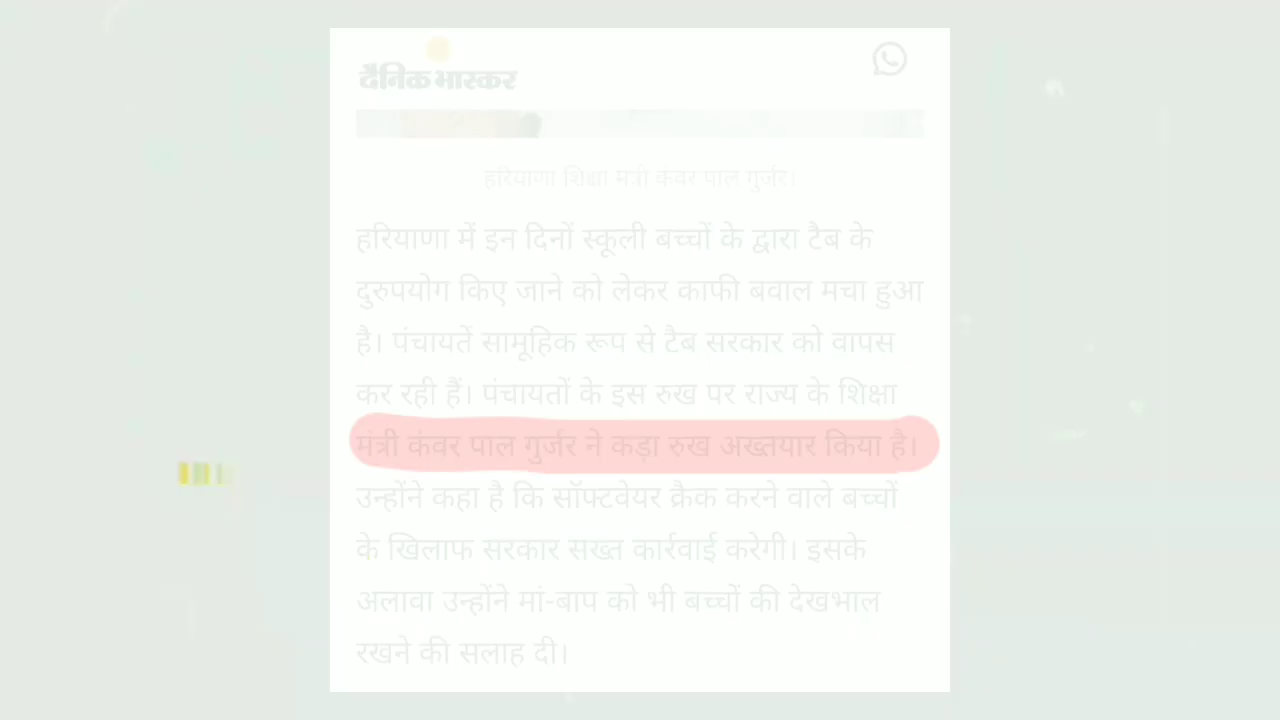 दैनिक भास्कर
हरियाणा शिक्षा मंत्री कंवर पाल गुर्जर।
हरियाणा में इन दिनों स्कूली बच्चों के द्वारा टैब के
दुरुपयोग किए जाने को लेकर काफी बवाल मचा हुआ
है। पंचायतें सामूहिक रूप से टैब सरकार को वापस
कर रही हैं। पंचायतों के इस रुख पर राज्य के शिक्षा
मंत्री कंवर पाल गुर्जर ने कड़ा रुख अख्तयार किया है।
उन्होंने कहा है कि सॉफ्टवेयर क्रैक करने वाले बच्चों
के खिलाफ सरकार सख्त कार्रवाई करेगी। इसके
अलावा उन्होंने मां-बाप को भी बच्चों की देखभाल
रखने की सलाह दी।